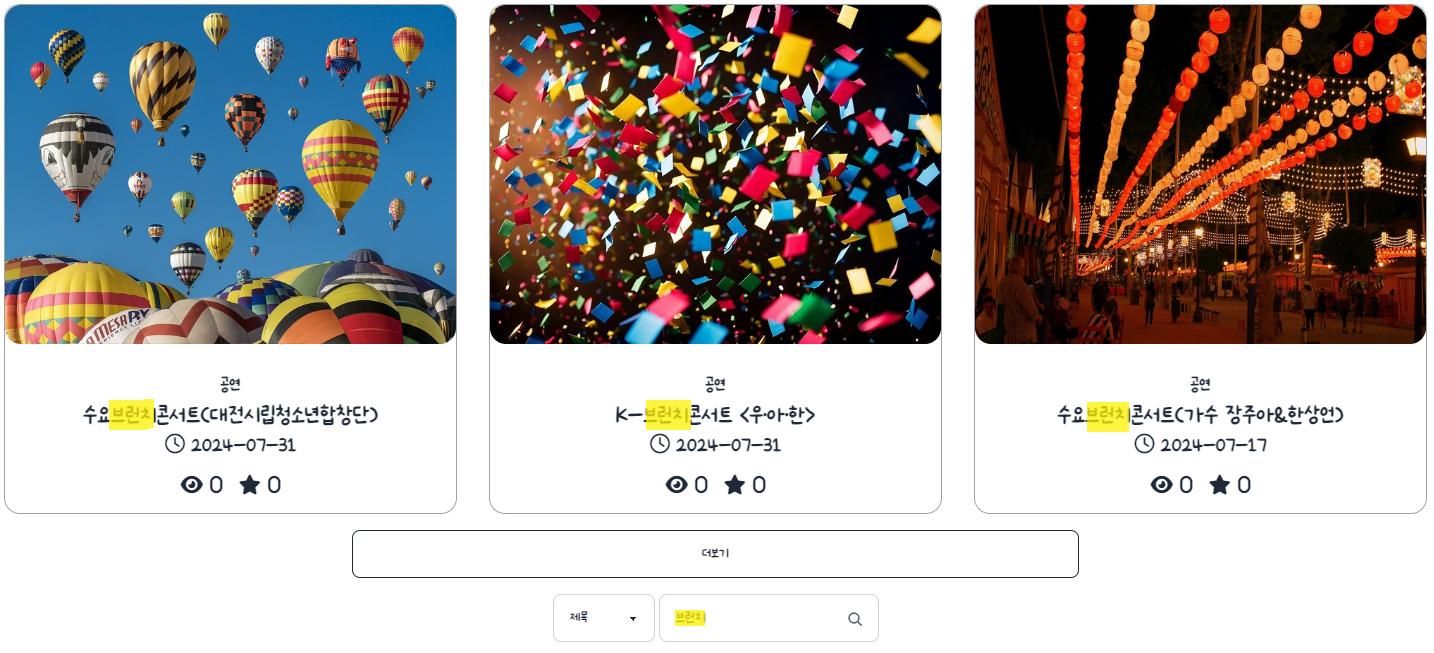 공연
수요브런치콘서트(대전시립청소년합창단)
2024-07-31
0 0
공연
K-브런치콘서트 <우·아·한>
2024-07-31
0 0
공연
수요브런치콘서트(가수 장주아&한상언)
2024-07-17
0 0
더보기
제목 브런치